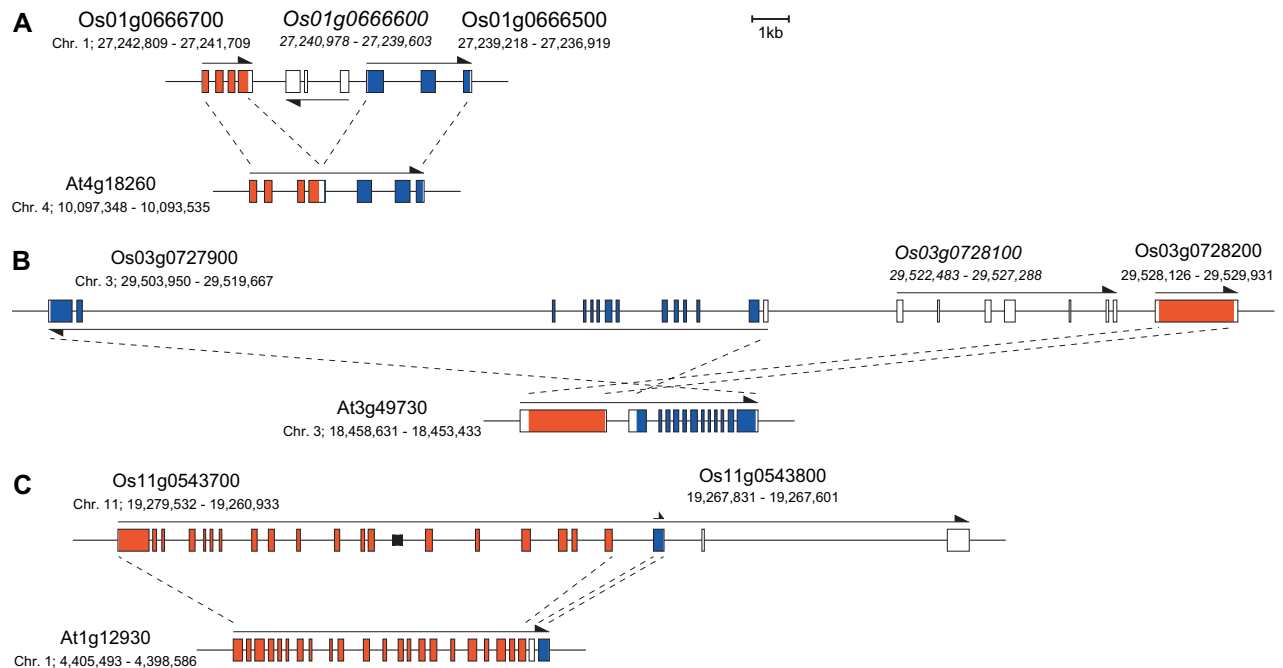 A
Os01g0666700
Chr. 1; 27,242,809 - 27,241,709
Os01g0666600
27,240,978 - 27,239,603
Os01g0666500
27,239,218 - 27,236,919
1kb
At4g18260
Chr. 4; 10,097,348 - 10,093,535
B
Os03g0727900
Chr. 3; 29,503,950 - 29,519,667
Os03g0728100
29,522,483 - 29,527,288
Os03g0728200
29,528,126 - 29,529,931
At3g49730
Chr. 3; 18,458,631 - 18,453,433
C
Os11g0543700
Chr. 11; 19,279,532 - 19,260,933
Os11g0543800
19,267,831 - 19,267,601
At1g12930
Chr. 1; 4,405,493 - 4,398,586